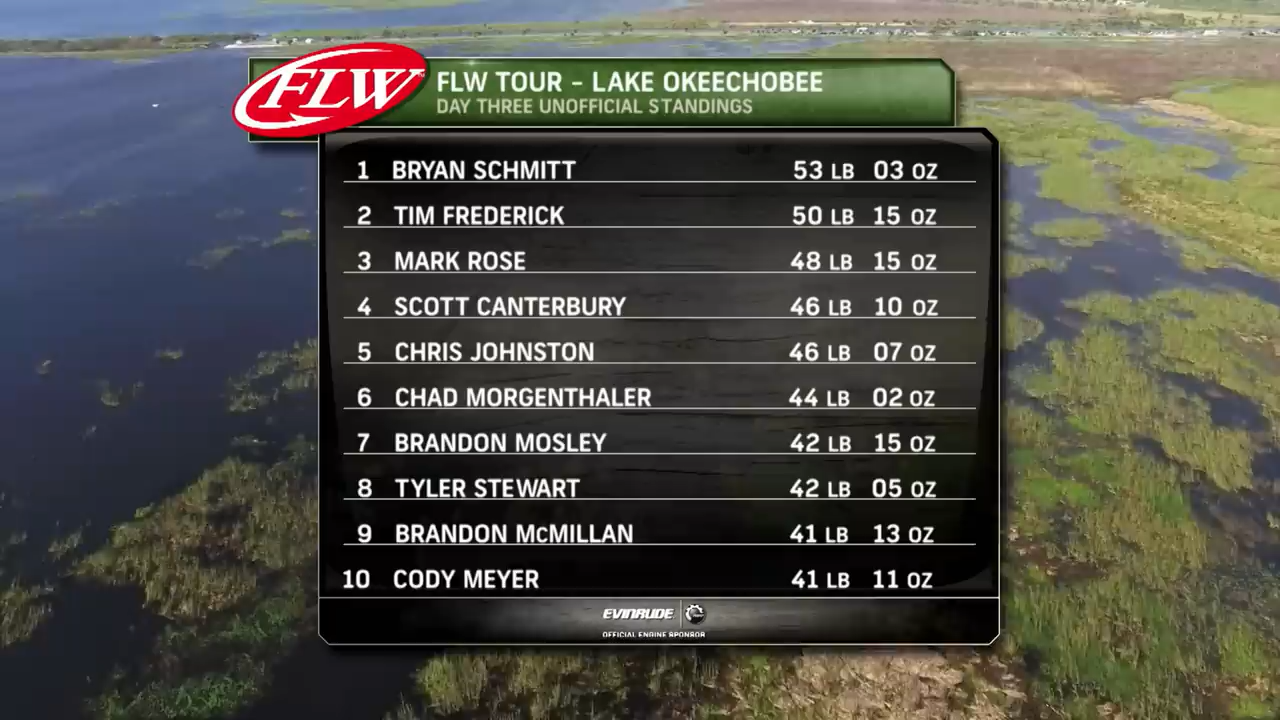 FLW
FLW TOUR - LAKE OKEECHOBEE
DAY THREE UNOFFICIAL STANDINGS
1 BRYAN SCHMITT 53 LB 03 OZ
2 TIM FREDERICK 50 LB 15 OZ
3 MARK ROSE 48 LB 15 OZ
4 SCOTT CANTERBURY 46 LB 10 OZ
5 CHRIS JOHNSTON 46 LB 07 OZ
6 CHAD MORGENTHALER 44 LB 02 OZ
7 BRANDON MOSLEY 42 LB 15 OZ
8 TYLER STEWART 42 LB 05 OZ
9 BRANDON McMILLAN 41 LB 13 OZ
10 CODY MEYER 41 LB 11 OZ
EVINRUDE
OFFICIAL ENGINE SPONSOR